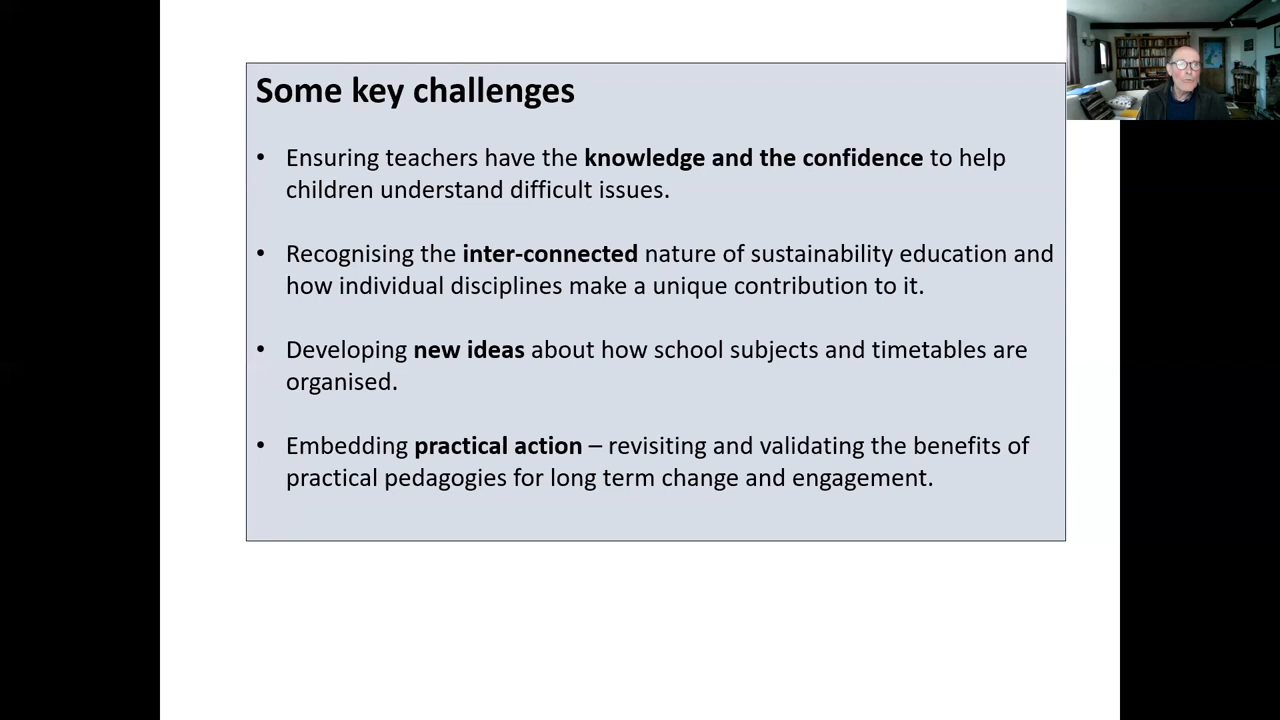 Some key challenges
• Ensuring teachers have the knowledge and the confidence to help
children understand difficult issues.
• Recognising the inter-connected nature of sustainability education and
how individual disciplines make a unique contribution to it.
• Developing new ideas about how school subjects and timetables are
organised.
• Embedding practical action – revisiting and validating the benefits of
practical pedagogies for long term change and engagement.